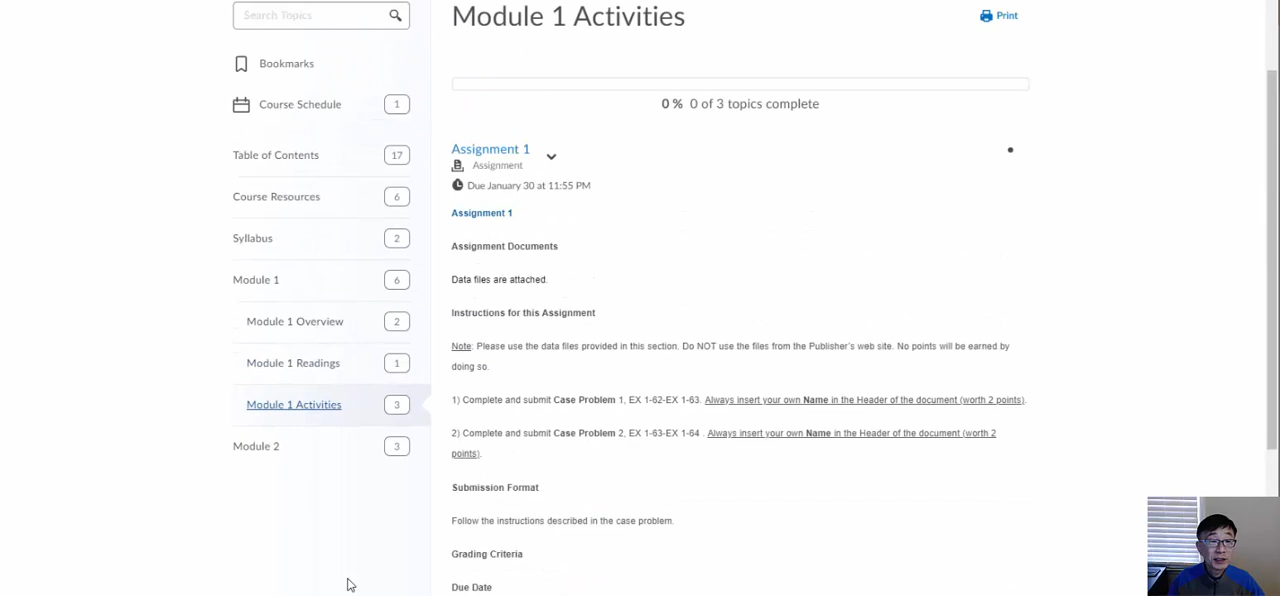 Search Topics
Bookmarks
Course Schedule 1
Table of Contents 17
Course Resources 6
Syllabus 2
Module 1 6
Module 1 Overview 2
Module 1 Readings 1
Module 1 Activities 3
Module 2 3
Module 1 Activities
Print
0 % 0 of 3 topics complete
Assignment 1
Assignment
Due January 30 at 11:55 PM
Assignment 1
Assignment Documents
Data files are attached.
Instructions for this Assignment
Note: Please use the data files provided in this section. Do NOT use the files from the Publisher's web site. No points will be earned by
doing so.
1) Complete and submit Case Problem 1, EX 1-62-EX 1-63. Always insert your own Name in the Header of the document (worth 2 points).
2) Complete and submit Case Problem 2, EX 1-63-EX 1-64 . Always insert your own Name in the Header of the document (worth 2
points).
Submission Format
Follow the instructions described in the case problem.
Grading Criteria
Due Date